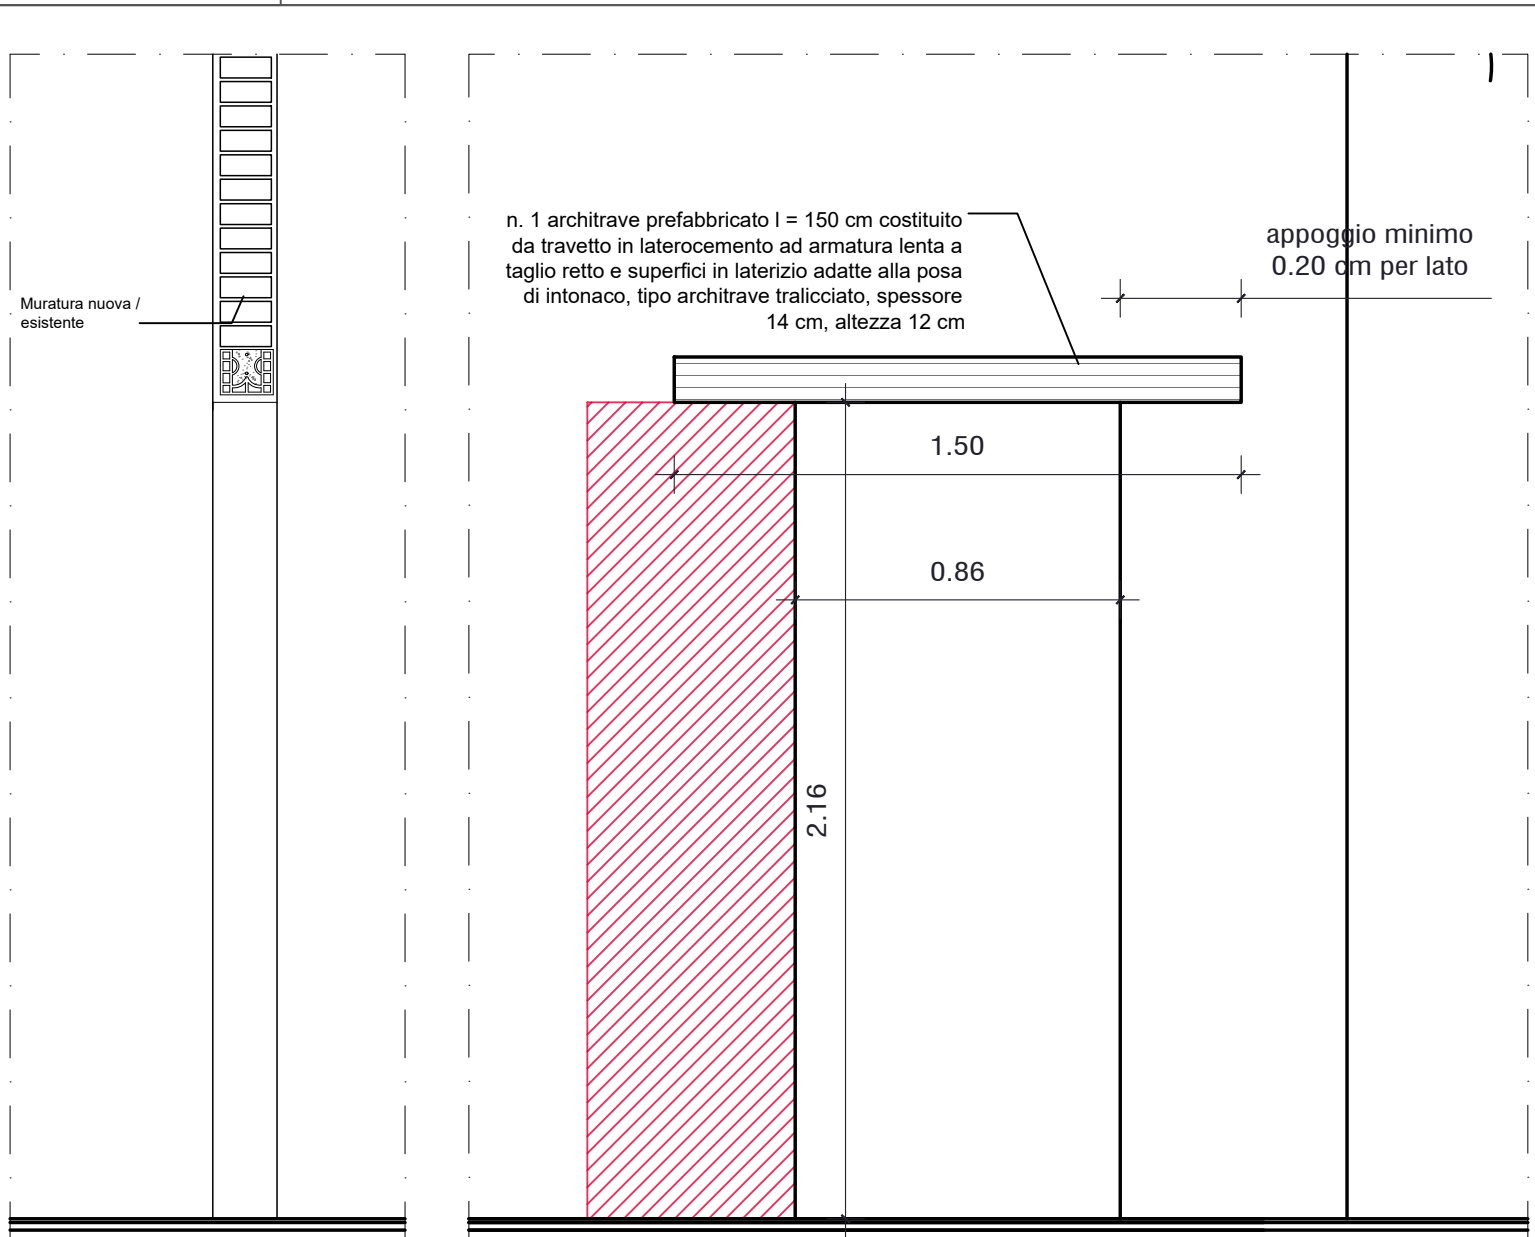 n. 1 architrave prefabbricato l = 150 cm costituito
da travetto in laterocemento ad armatura lenta a
taglio retto e superfici in laterizio adatte alla posa
di intonaco, tipo architrave tralicciato, spessore
14 cm, altezza 12 cm
appoggio minimo
0.20 cm per lato
Muratura nuova /
esistente
1.50
0.86
2.16